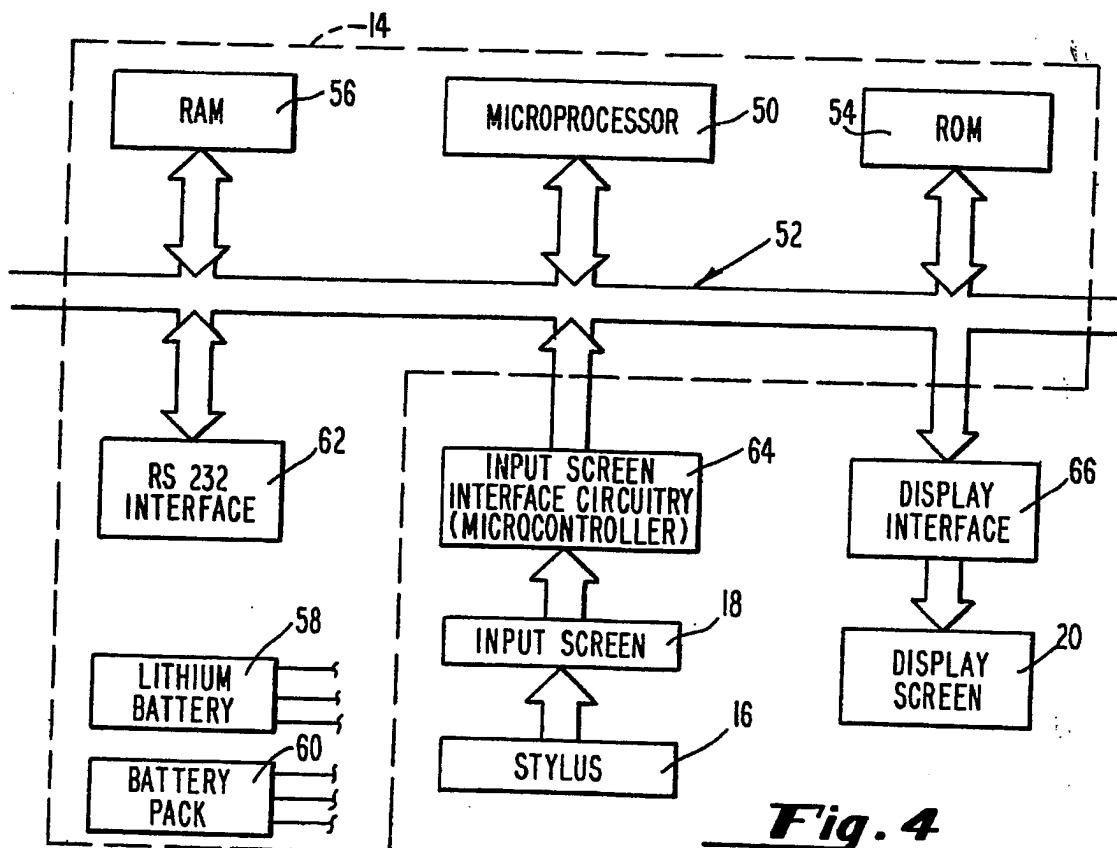 14
RAM
56
MICROPROCESSOR
50
54
ROM
52
RS 232
INTERFACE
62
INPUT SCREEN
INTERFACE CIRCUITRY
(MICROCONTROLLER)
64
DISPLAY
INTERFACE
66
INPUT SCREEN
18
DISPLAY
SCREEN
20
LITHIUM
BATTERY
58
STYLUS
16
BATTERY
PACK
60
Fig. 4